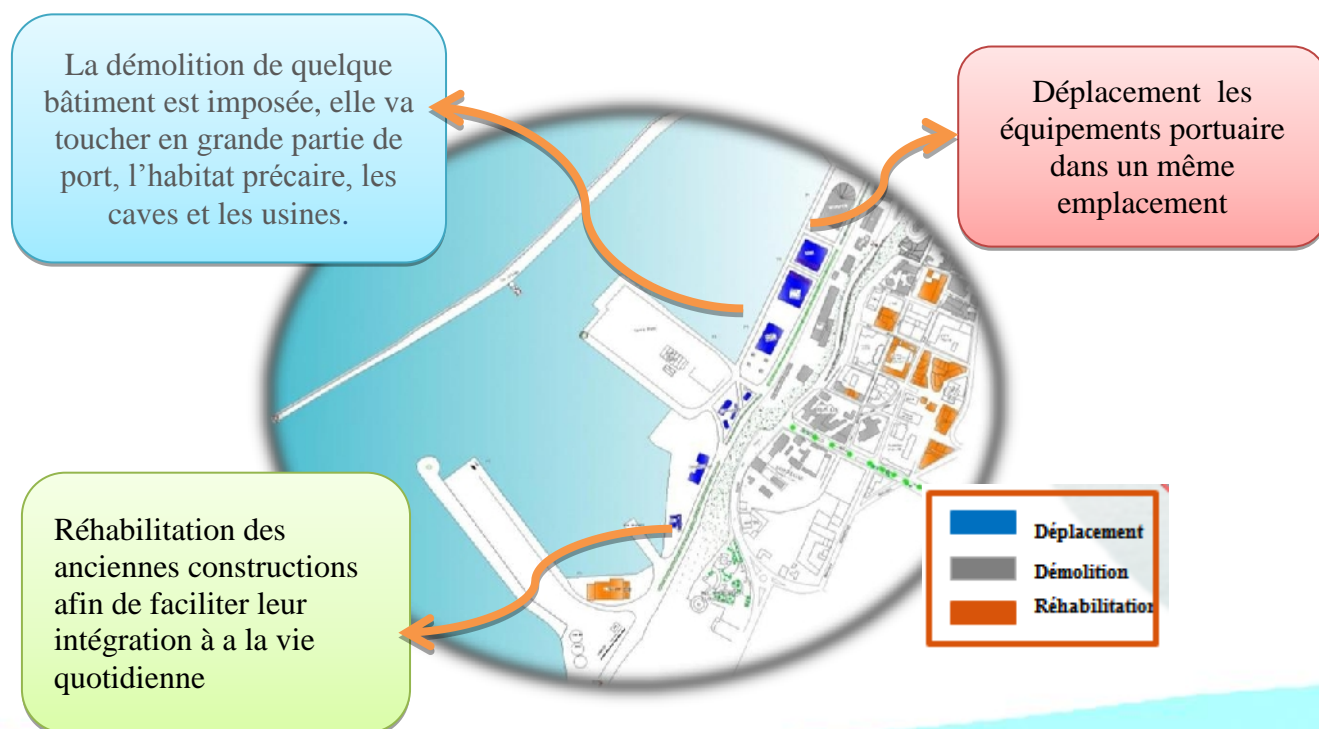 La démolition de quelque
bâtiment est imposée, elle va
toucher en grande partie de
port, l’habitat précaire, les
caves et les usines.
Déplacement les
équipements portuaire
dans un même
emplacement
Réhabilitation des
anciennes constructions
afin de faciliter leur
intégration à a la vie
quotidienne
Déplacement
Démolition
Réhabilitation